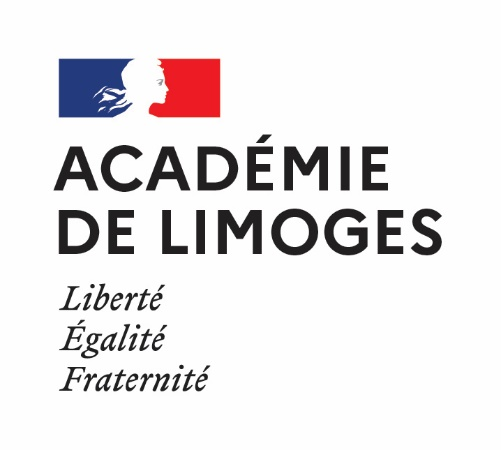 ACADÉMIE
DE LIMOGES
Liberté
Égalité
Fraternité